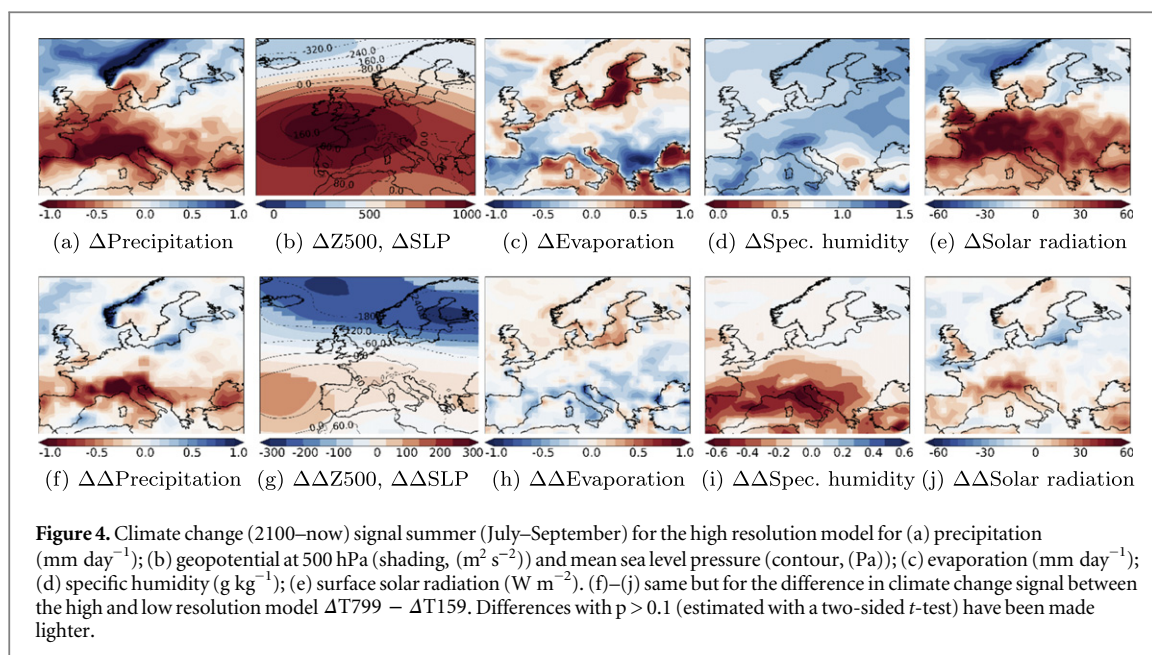 -320.0
-240.0
-160.0
-80.0
0.0
-160.0
80.0
0.0
-1.0 -0.5 0.0 0.5 1.0
0 500 1000
-1.0 -0.5 0.0 0.5 1.0
0.0 0.5 1.0 1.5
-60 -30 0 30 60
(a) ΔPrecipitation
(b) ΔZ500, ΔSLP
(c) ΔEvaporation
(d) ΔSpec. humidity
(e) ΔSolar radiation
-180.0
-120.0
-60.0
0.0
60.0
-1.0 -0.5 0.0 0.5 1.0
-300 -200 -100 0 100 200 300
-1.0 -0.5 0.0 0.5 1.0
-0.6 -0.4 -0.2 0 0.2 0.4 0.6
-60 -30 0 30 60
(f) ΔΔPrecipitation
(g) ΔΔZ500, ΔΔSLP
(h) ΔΔEvaporation
(i) ΔΔSpec. humidity
(j) ΔΔSolar radiation
Figure 4. Climate change (2100–now) signal summer (July–September) for the high resolution model for (a) precipitation
(mm day⁻¹); (b) geopotential at 500 hPa (shading, (m² s⁻²)) and mean sea level pressure (contour, (Pa)); (c) evaporation (mm day⁻¹);
(d) specific humidity (g kg⁻¹); (e) surface solar radiation (W m⁻²). (f)–(j) same but for the difference in climate change signal between
the high and low resolution model ΔT799 − ΔT159. Differences with p > 0.1 (estimated with a two-sided t-test) have been made
lighter.